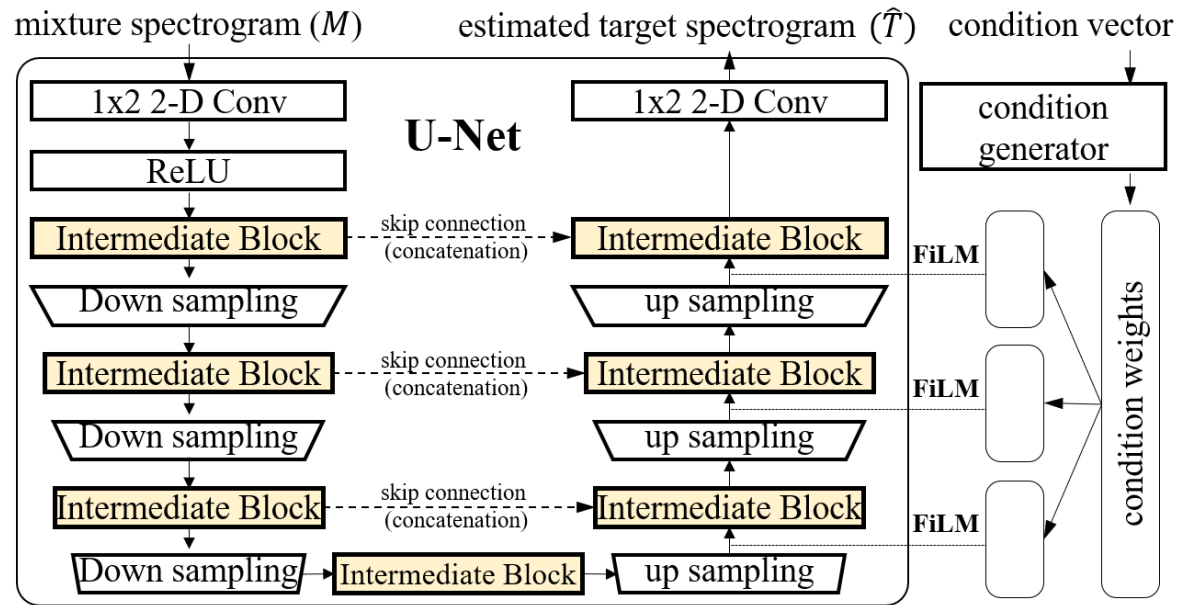 mixture spectrogram (M)
estimated target spectrogram (T̂)
condition vector
1x2 2-D Conv
1x2 2-D Conv
condition
generator
U-Net
ReLU
Intermediate Block
skip connection
(concatenation)
Intermediate Block
FiLM
Down sampling
up sampling
Intermediate Block
skip connection
(concatenation)
Intermediate Block
FiLM
condition weights
Down sampling
up sampling
Intermediate Block
skip connection
(concatenation)
Intermediate Block
FiLM
Down sampling
Intermediate Block
up sampling